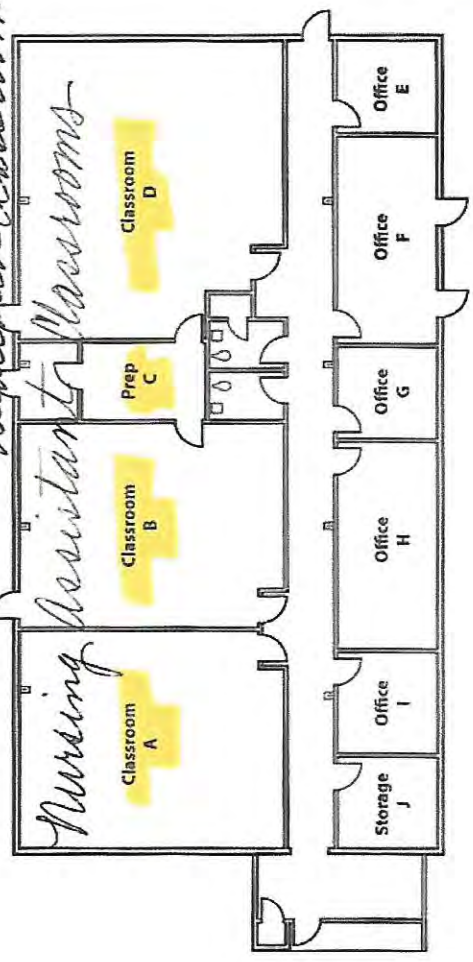 Nursing Assistant Classrooms
Classroom
A
Classroom
B
Prep
C
Classroom
D
Storage
J
Office
I
Office
H
Office
G
Office
F
Office
E